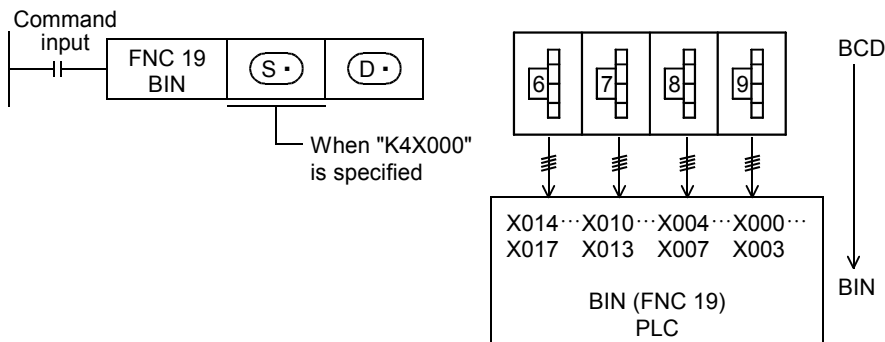 Command
input
FNC 19
BIN
S・
D・
When "K4X000"
is specified
6 7 8 9
BCD
X014···X010···X004···X000···
X017 X013 X007 X003
BIN
BIN (FNC 19)
PLC